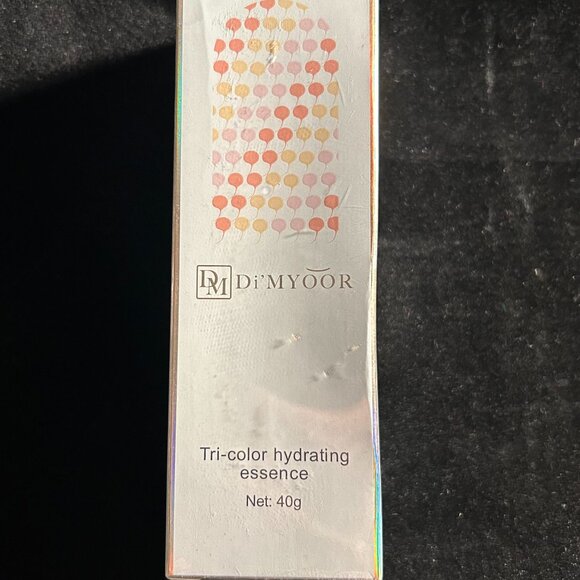 DM Di'MYOOR
Tri-color hydrating
essence
Net: 40g